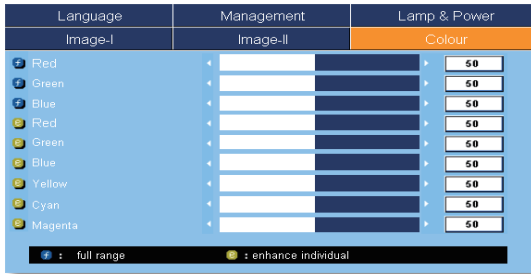 Language Management Lamp & Power
Image-I Image-II Colour
f Red 50
f Green 50
f Blue 50
e Red 50
e Green 50
e Blue 50
e Yellow 50
e Cyan 50
e Magenta 50
f : full range e : enhance individual